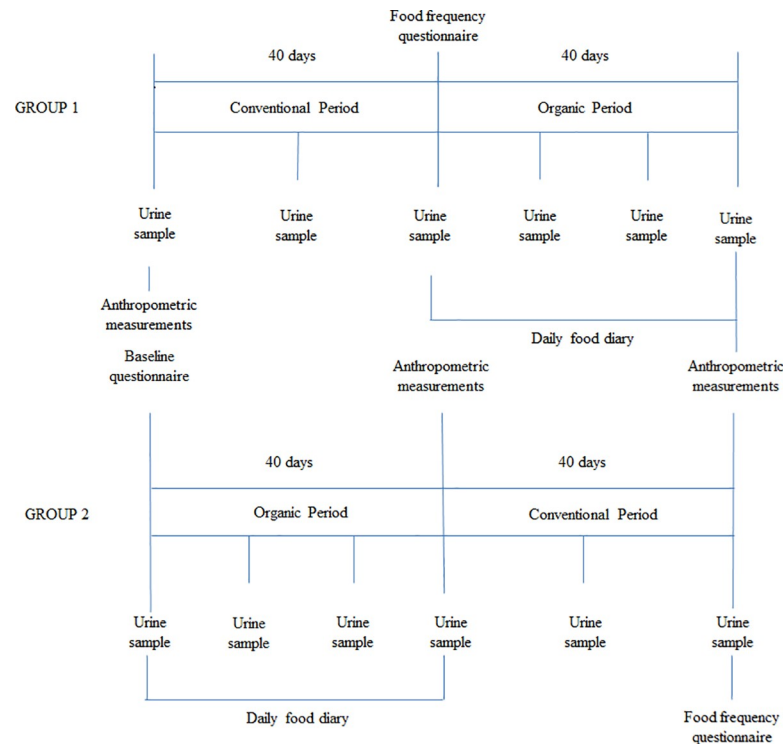 Food frequency
questionnaire
40 days
40 days
GROUP 1
Conventional Period
Organic Period
Urine
sample
Urine
sample
Urine
sample
Urine
sample
Urine
sample
Urine
sample
Anthropometric
measurements
Baseline
questionnaire
Daily food diary
Anthropometric
measurements
Anthropometric
measurements
40 days
40 days
GROUP 2
Organic Period
Conventional Period
Urine
sample
Urine
sample
Urine
sample
Urine
sample
Urine
sample
Urine
sample
Daily food diary
Food frequency
questionnaire